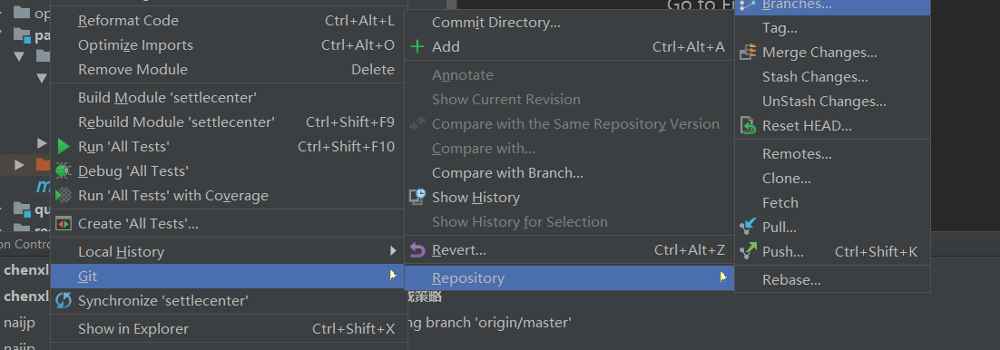 Reformat Code Ctrl+Alt+L
Optimize Imports Ctrl+Alt+O
Remove Module Delete
Build Module 'settlecenter'
Rebuild Module 'settlecenter' Ctrl+Shift+F9
Run 'All Tests' Ctrl+Shift+F10
Debug 'All Tests'
Run 'All Tests' with Coverage
Create 'All Tests'...
Local History
Git
Synchronize 'settlecenter'
Show in Explorer Ctrl+Shift+X
Commit Directory...
Add Ctrl+Alt+A
Annotate
Show Current Revision
Compare with the Same Repository Version
Compare with...
Compare with Branch...
Show History
Show History for Selection
Revert... Ctrl+Alt+Z
Repository
Go to
Branches...
Tag...
Merge Changes...
Stash Changes...
UnStash Changes...
Reset HEAD...
Remotes...
Clone...
Fetch
Pull...
Push... Ctrl+Shift+K
Rebase...
op
pa
m
qu
on Contro
chenxl
chenxl
策略
naijp
ng branch 'origin/master'
naijp